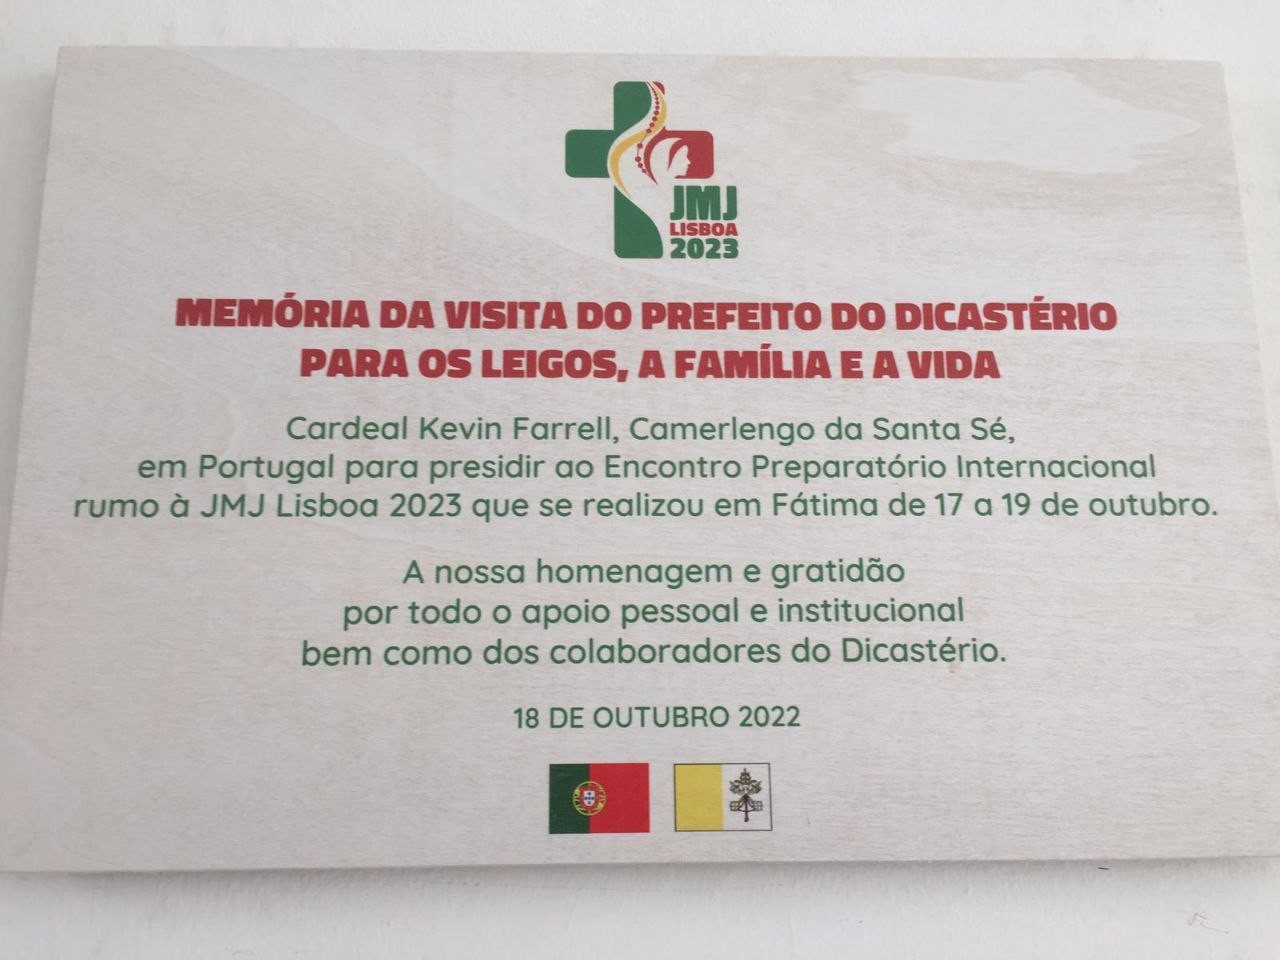 JMJ
LISBOA
2023
MEMÓRIA DA VISITA DO PREFEITO DO DICASTÉRIO
PARA OS LEIGOS, A FAMÍLIA E A VIDA
Cardeal Kevin Farrell, Camerlengo da Santa Sé,
em Portugal para presidir ao Encontro Preparatório Internacional
rumo à JMJ Lisboa 2023 que se realizou em Fátima de 17 a 19 de outubro.
A nossa homenagem e gratidão
por todo o apoio pessoal e institucional
bem como dos colaboradores do Dicastério.
18 DE OUTUBRO 2022